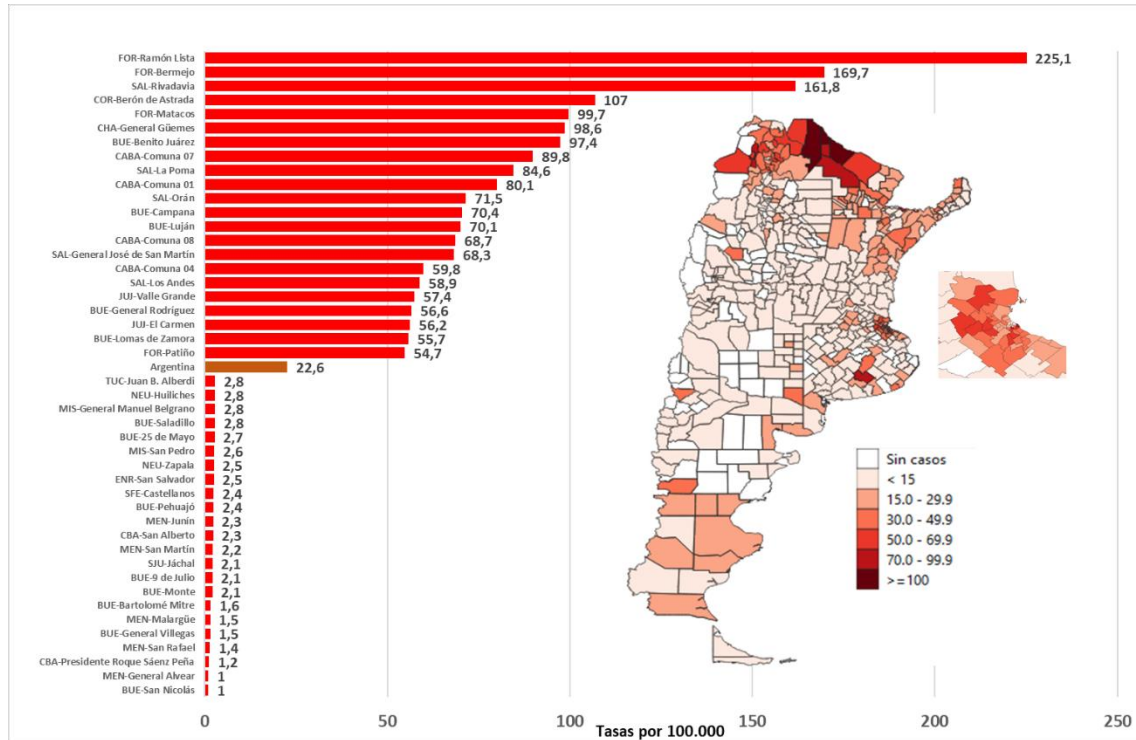 FOR-Ramón Lista 225,1
FOR-Bermejo 169,7
SAL-Rivadavia 161,8
COR-Berón de Astrada 107
FOR-Matacos 99,7
CHA-General Güemes 98,6
BUE-Benito Juárez 97,4
CABA-Comuna 07 89,8
SAL-La Poma 84,6
CABA-Comuna 01 80,1
SAL-Orán 71,5
BUE-Campana 70,4
BUE-Luján 70,1
CABA-Comuna 08 68,7
SAL-General José de San Martín 68,3
CABA-Comuna 04 59,8
SAL-Los Andes 58,9
JUJ-Valle Grande 57,4
BUE-General Rodríguez 56,6
JUJ-El Carmen 56,2
BUE-Lomas de Zamora 55,7
FOR-Patiño 54,7
Argentina 22,6
TUC-Juan B. Alberdi 2,8
NEU-Huiliches 2,8
MIS-General Manuel Belgrano 2,8
BUE-Saladillo 2,8
BUE-25 de Mayo 2,7
MIS-San Pedro 2,6
NEU-Zapala 2,5
ENR-San Salvador 2,5
SFE-Castellanos 2,4
BUE-Pehuajó 2,4
MEN-Junín 2,3
CBA-San Alberto 2,3
MEN-San Martín 2,2
SJU-Jáchal 2,1
BUE-9 de Julio 2,1
BUE-Monte 2,1
BUE-Bartolomé Mitre 1,6
MEN-Malargüe 1,5
BUE-General Villegas 1,5
MEN-San Rafael 1,4
CBA-Presidente Roque Sáenz Peña 1,2
MEN-General Alvear 1
BUE-San Nicolás 1
Sin casos
< 15
15.0 - 29.9
30.0 - 49.9
50.0 - 69.9
70.0 - 99.9
>=100
0 50 100 150 200 250
Tasas por 100.000